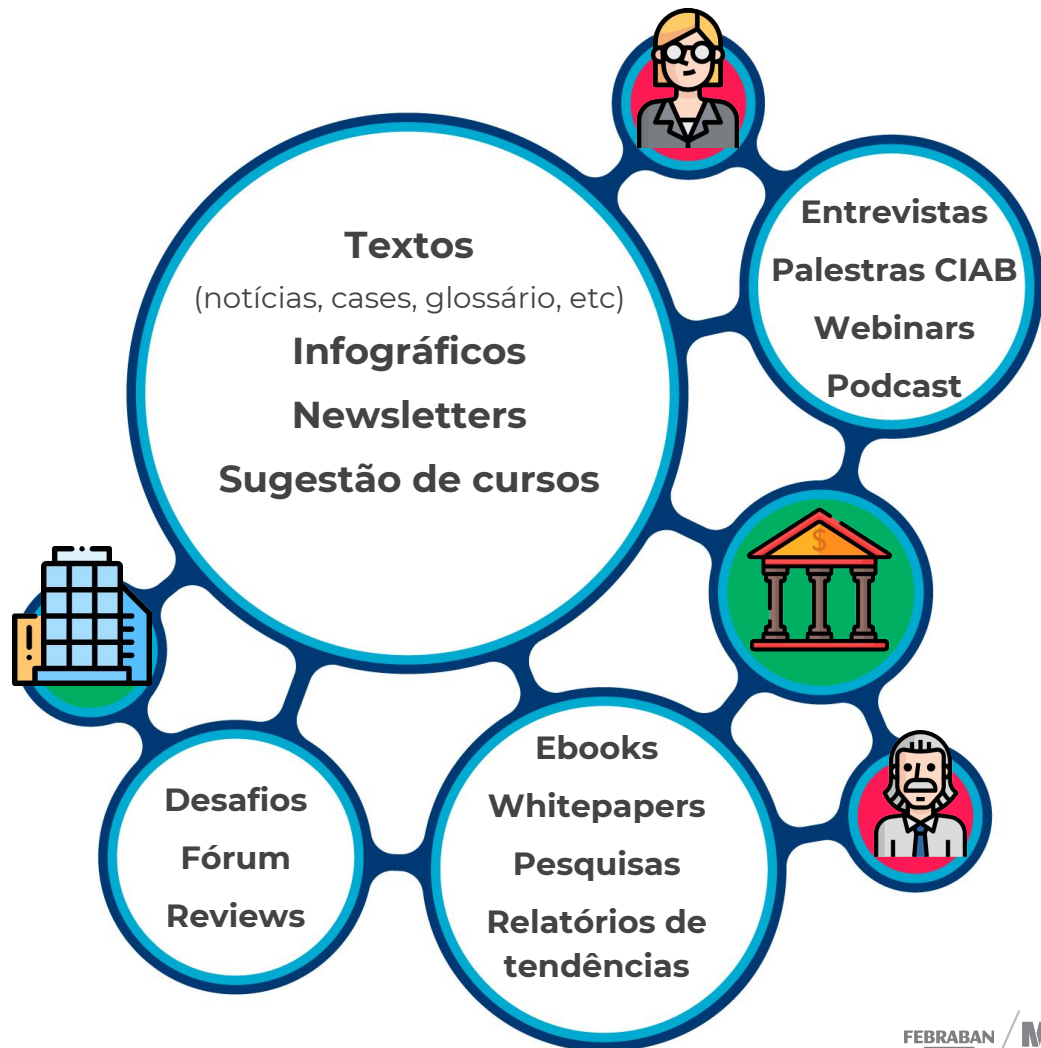 Textos
(notícias, cases, glossário, etc)
Infográficos
Newsletters
Sugestão de cursos
Entrevistas
Palestras CIAB
Webinars
Podcast
Desafios
Fórum
Reviews
Ebooks
Whitepapers
Pesquisas
Relatórios de
tendências
$
FEBRABAN